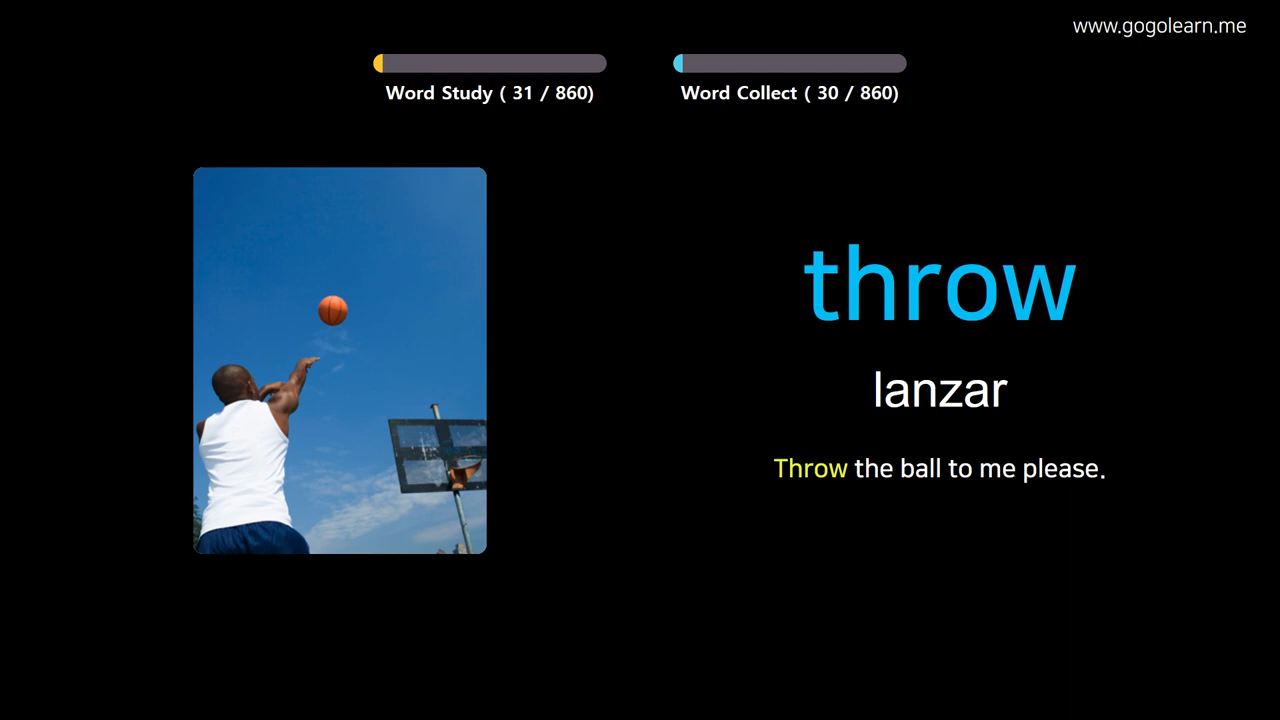 www.gogolearn.me
Word Study ( 31 / 860)
Word Collect ( 30 / 860)
throw
lanzar
Throw the ball to me please.